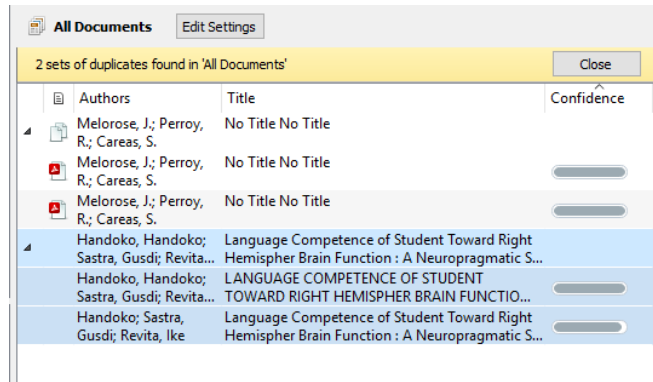 All Documents Edit Settings
2 sets of duplicates found in 'All Documents' Close
Authors Title Confidence
Melorose, J.; Perroy, No Title No Title
R.; Careas, S.
Melorose, J.; Perroy, No Title No Title
R.; Careas, S.
Melorose, J.; Perroy, No Title No Title
R.; Careas, S.
Handoko, Handoko; Language Competence of Student Toward Right
Sastra, Gusdi; Revita... Hemispher Brain Function : A Neuropragmatic S...
Handoko, Handoko; LANGUAGE COMPETENCE OF STUDENT
Sastra, Gusdi; Revita... TOWARD RIGHT HEMISPHER BRAIN FUNCTIO...
Handoko; Sastra, Language Competence of Student Toward Right
Gusdi; Revita, Ike Hemispher Brain Function : A Neuropragmatic S...